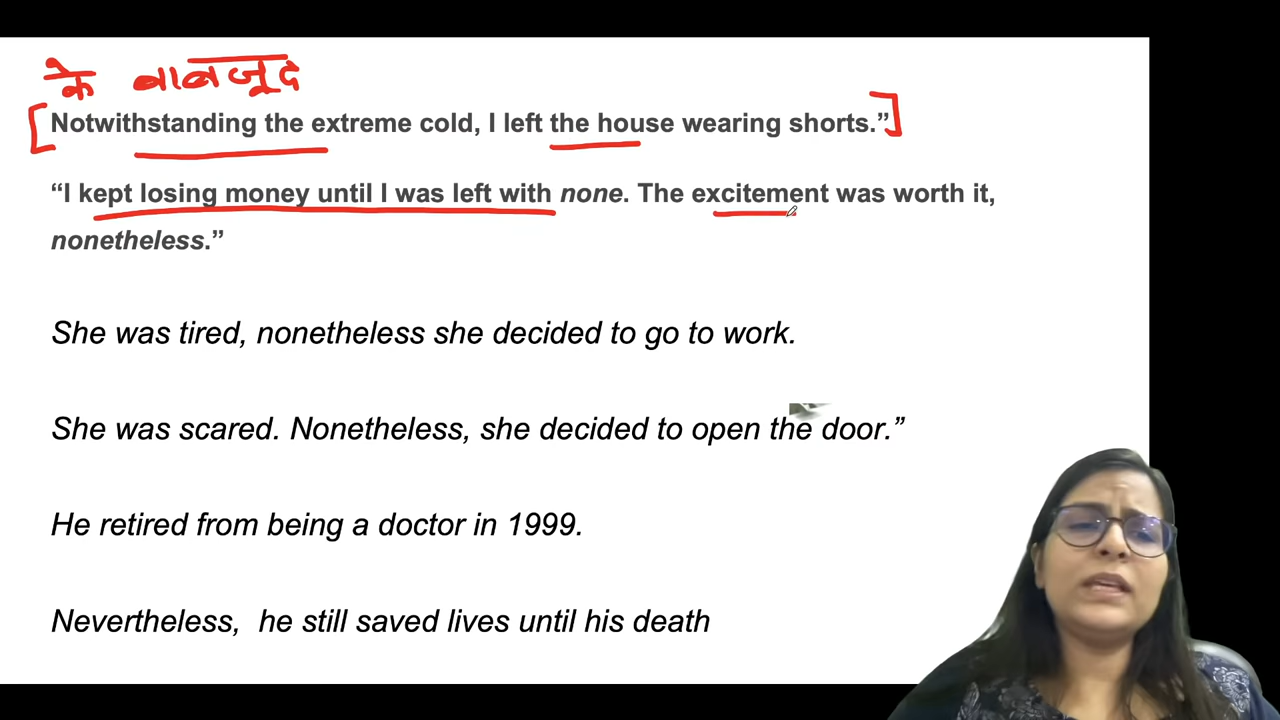 के बावजूद
Notwithstanding the extreme cold, I left the house wearing shorts.”
“I kept losing money until I was left with none. The excitement was worth it,
nonetheless.”
She was tired, nonetheless she decided to go to work.
She was scared. Nonetheless, she decided to open the door.”
He retired from being a doctor in 1999.
Nevertheless, he still saved lives until his death